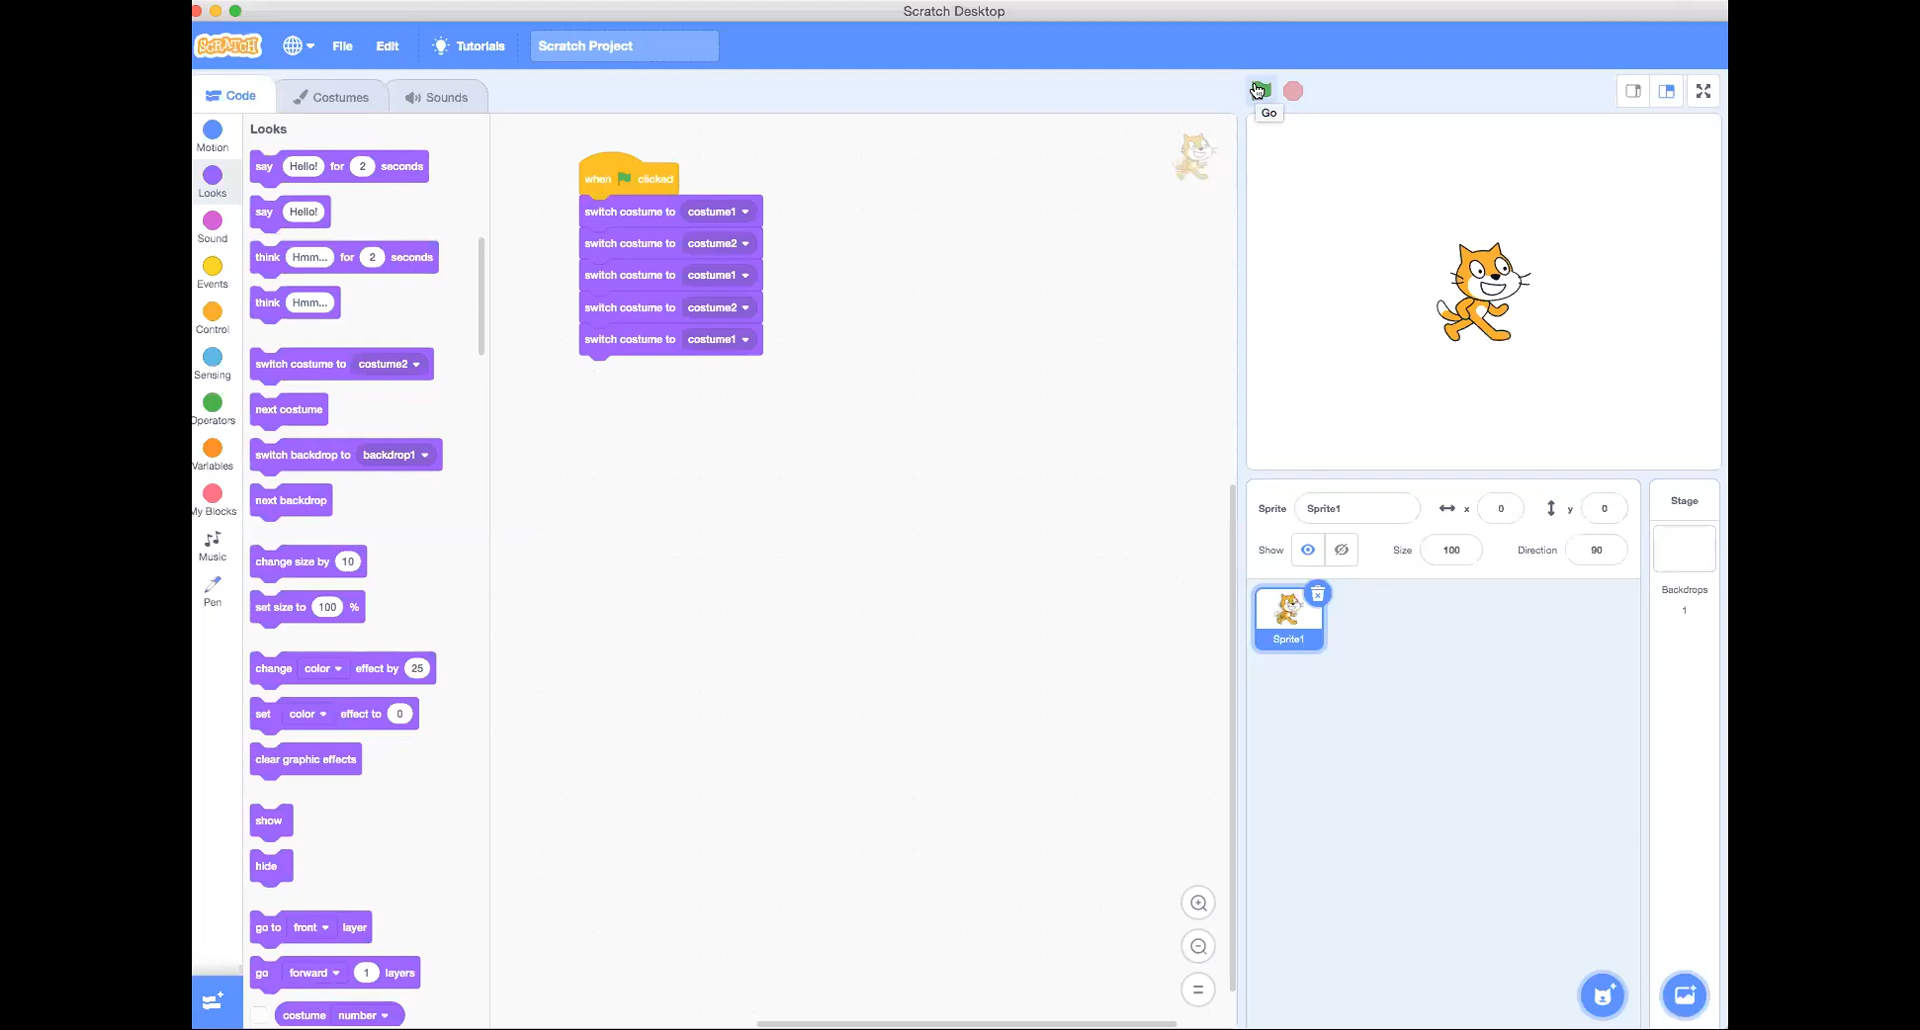 Scratch Desktop
SCRATCH File Edit Tutorials Scratch Project
Code Costumes Sounds
Go
Motion
Looks
Sound
Events
Control
Sensing
Operators
Variables
My Blocks
Music
Pen
Looks
say Hello! for 2 seconds
say Hello!
think Hmm... for 2 seconds
think Hmm...
switch costume to costume2
next costume
switch backdrop to backdrop1
next backdrop
change size by 10
set size to 100 %
change color effect by 25
set color effect to 0
clear graphic effects
show
hide
go to front layer
go forward 1 layers
costume number
when clicked
switch costume to costume1
switch costume to costume2
switch costume to costume1
switch costume to costume2
switch costume to costume1
Sprite Sprite1 x 0 y 0
Show Size 100 Direction 90
Sprite1
Stage
Backdrops
1